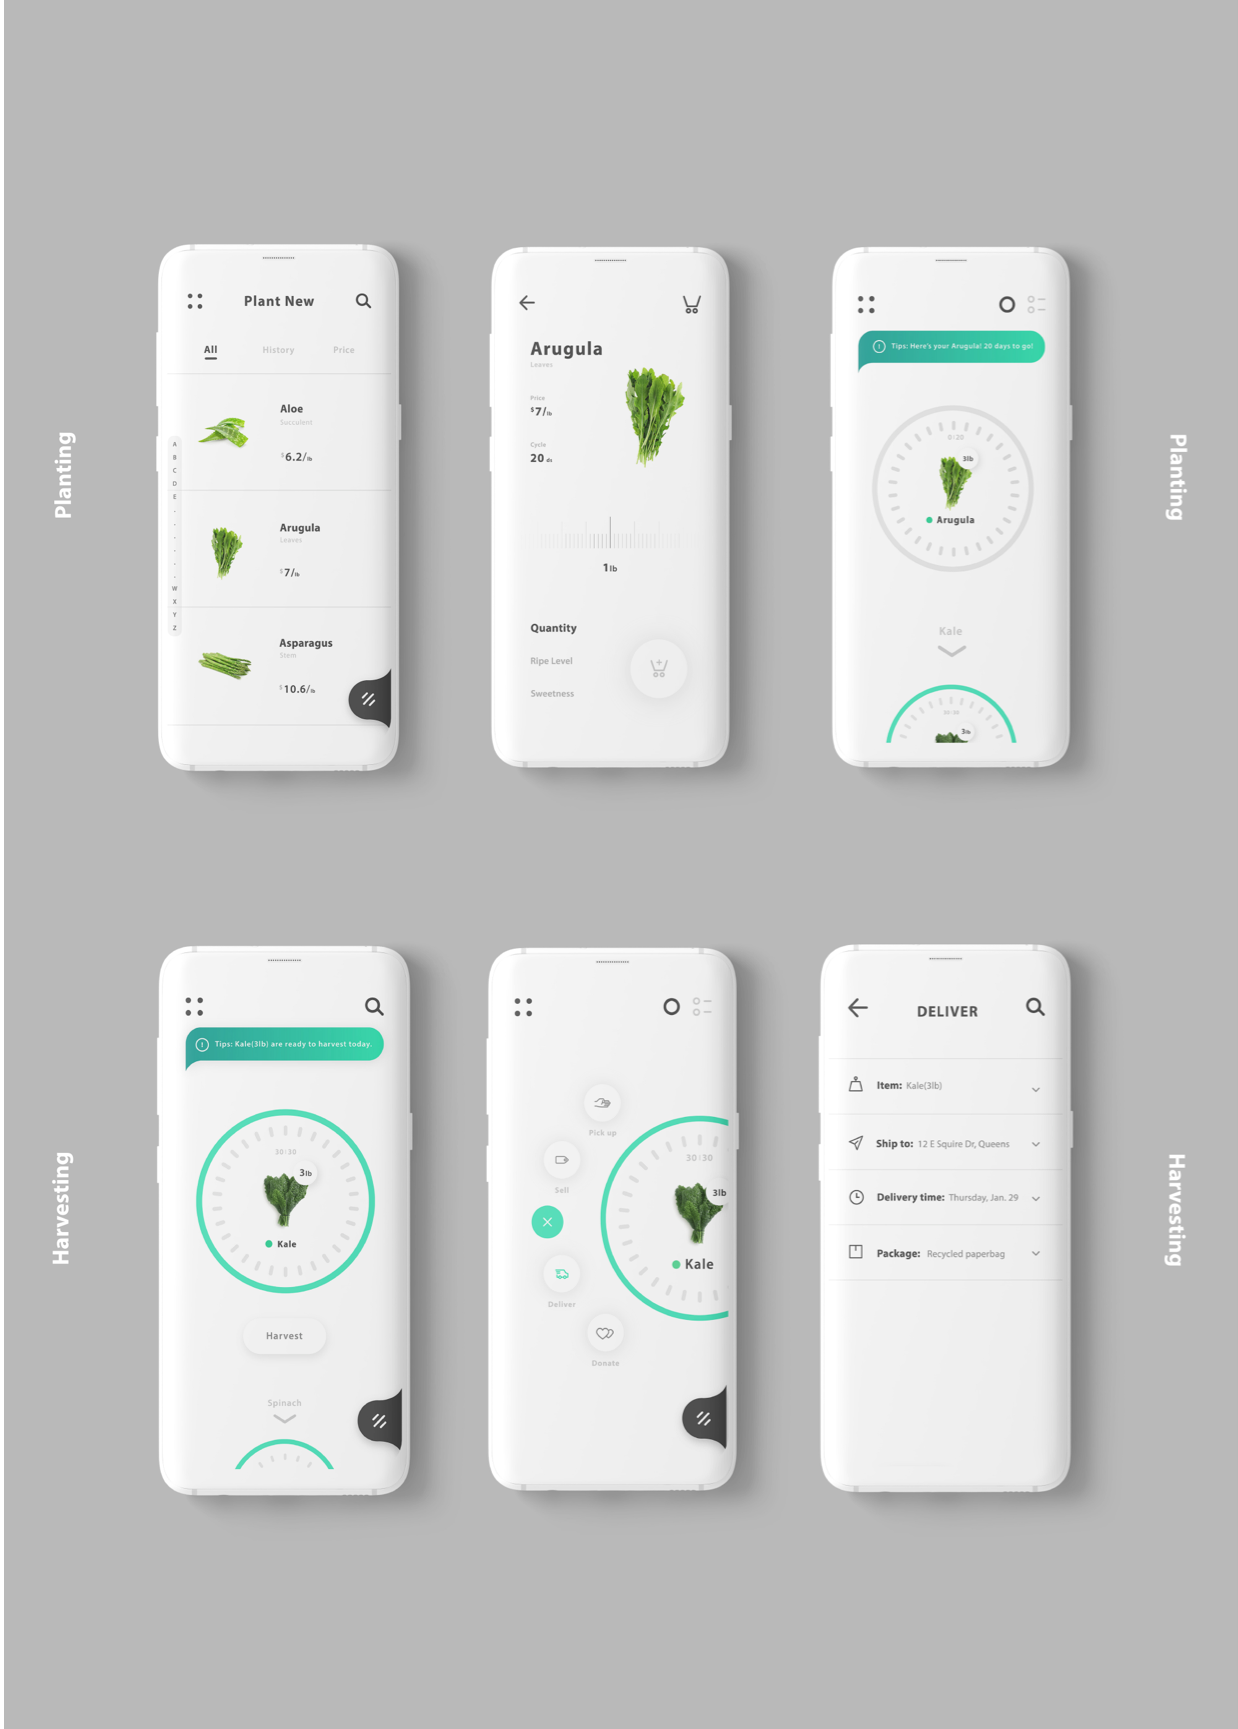 Planting
Plant New
All
History
Price
Aloe
Succulent
$6.2/lb
A
B
C
D
E
-
-
-
-
-
-
W
X
Y
Z
Arugula
Leaves
$7/lb
Asparagus
Stem
$10.6/lb
Arugula
Leaves
Price
$7/lb
Cycle
20 ds
1lb
Quantity
Ripe Level
Sweetness
Tips: Here's your Arugula! 20 days to go!
0/20
3lb
Arugula
Kale
30/30
3lb
Planting
Harvesting
Tips: Kale(3lb) are ready to harvest today.
30/30
3lb
Kale
Harvest
Spinach
Pick up
Sell
Deliver
Donate
30/30
3lb
Kale
DELIVER
Item: Kale(3lb)
Ship to: 12 E Squire Dr, Queens
Delivery time: Thursday, Jan. 29
Package: Recycled paperbag
Harvesting